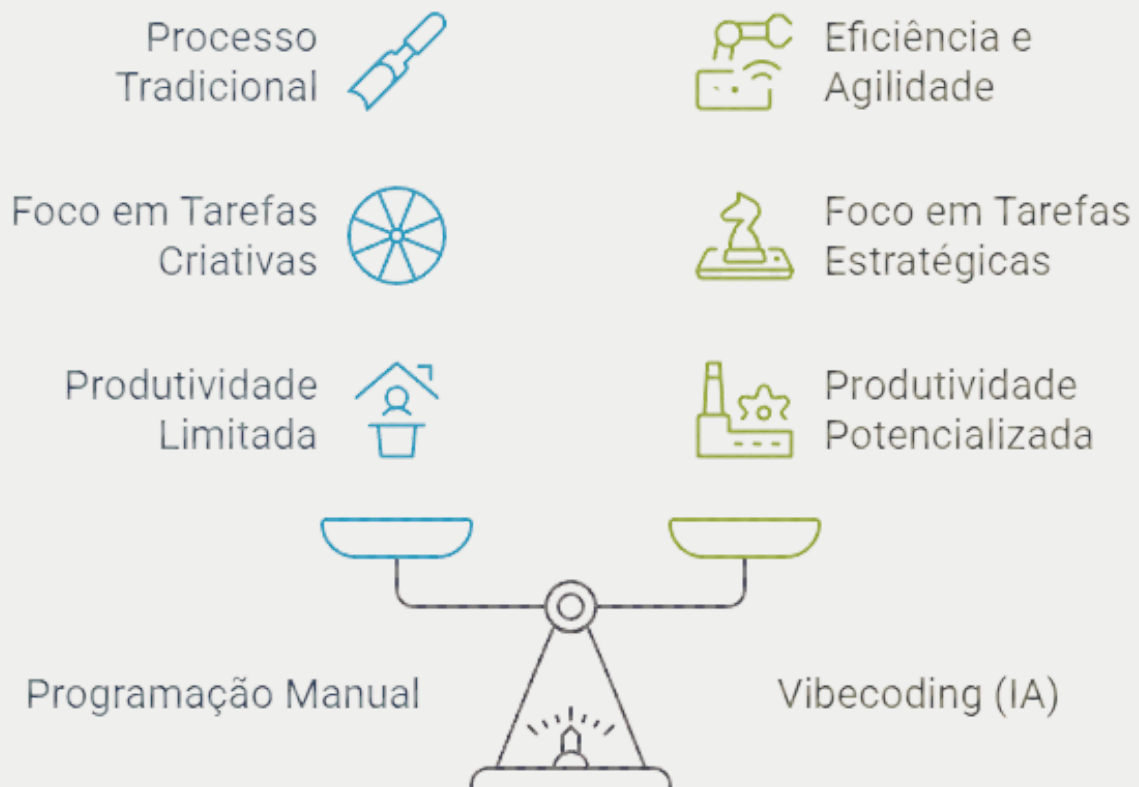 Processo
Tradicional
Eficiência e
Agilidade
Foco em Tarefas
Criativas
Foco em Tarefas
Estratégicas
Produtividade
Limitada
Produtividade
Potencializada
Programação Manual
Vibecoding (IA)